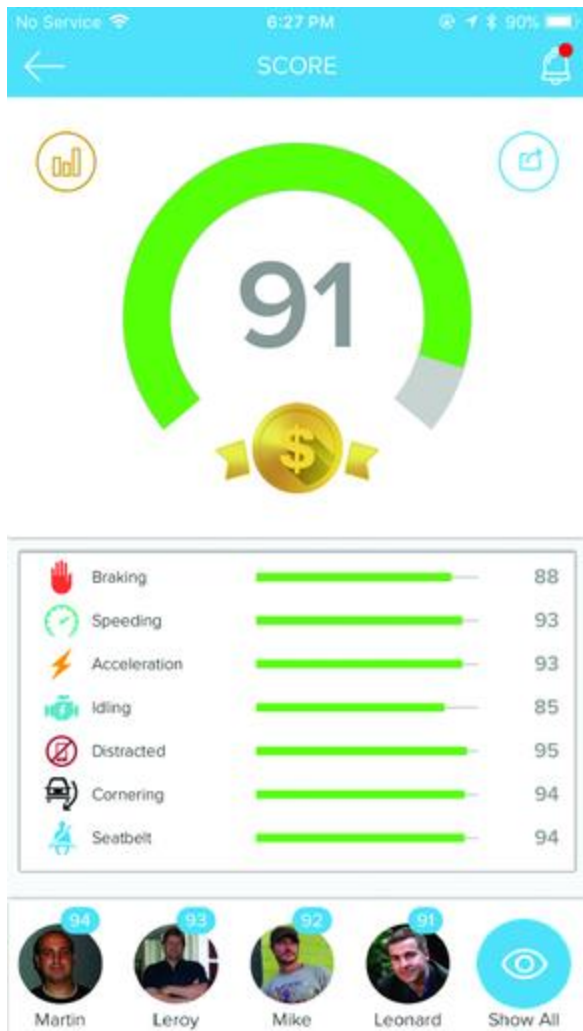 No Service 6:27 PM 90%
SCORE
91
$
Braking 88
Speeding 93
Acceleration 93
Idling 85
Distracted 95
Cornering 94
Seatbelt 94
94 93 92 91
Martin Leroy Mike Leonard Show All